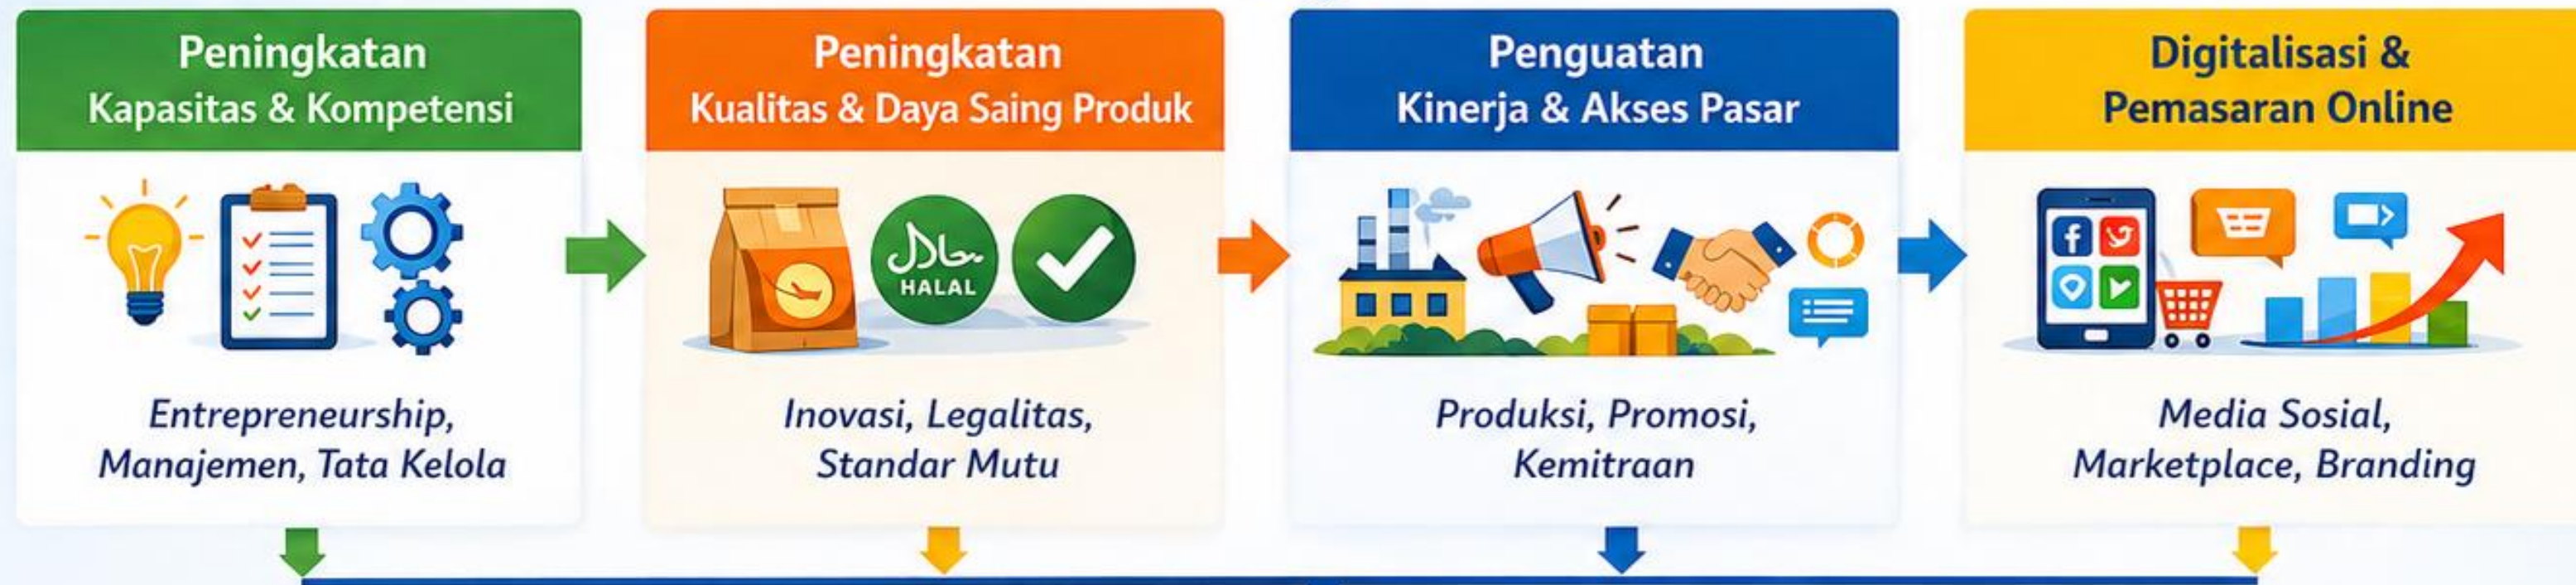 Peningkatan
Kapasitas & Kompetensi
Entrepreneurship,
Manajemen, Tata Kelola
Peningkatan
Kualitas & Daya Saing Produk
حلال
HALAL
Inovasi, Legalitas,
Standar Mutu
Penguatan
Kinerja & Akses Pasar
Produksi, Promosi,
Kemitraan
Digitalisasi &
Pemasaran Online
f
Media Sosial,
Marketplace, Branding